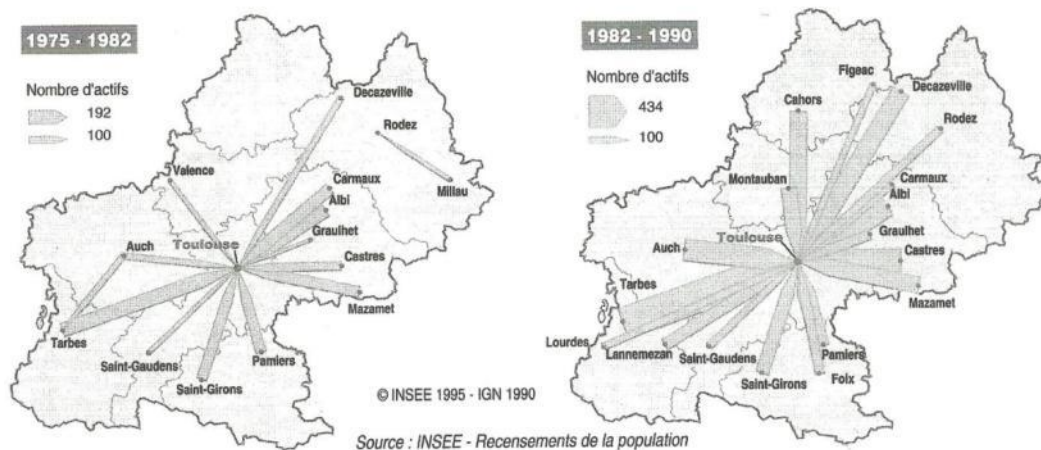 1975 - 1982
Nombre d'actifs
192
100
Decazeville
Rodez
Millau
Valence
Carmaux
Albi
Graulhet
Toulouse
Auch
Castres
Mazamet
Tarbes
Saint-Gaudens
Pamiers
Saint-Girons
© INSEE 1995 - IGN 1990
1982 - 1990
Nombre d'actifs
434
100
Figeac
Decazeville
Cahors
Rodez
Montauban
Carmaux
Albi
Graulhet
Toulouse
Auch
Castres
Tarbes
Mazamet
Lourdes
Lannemezan
Saint-Gaudens
Pamiers
Saint-Girons
Foix
Source : INSEE - Recensements de la population